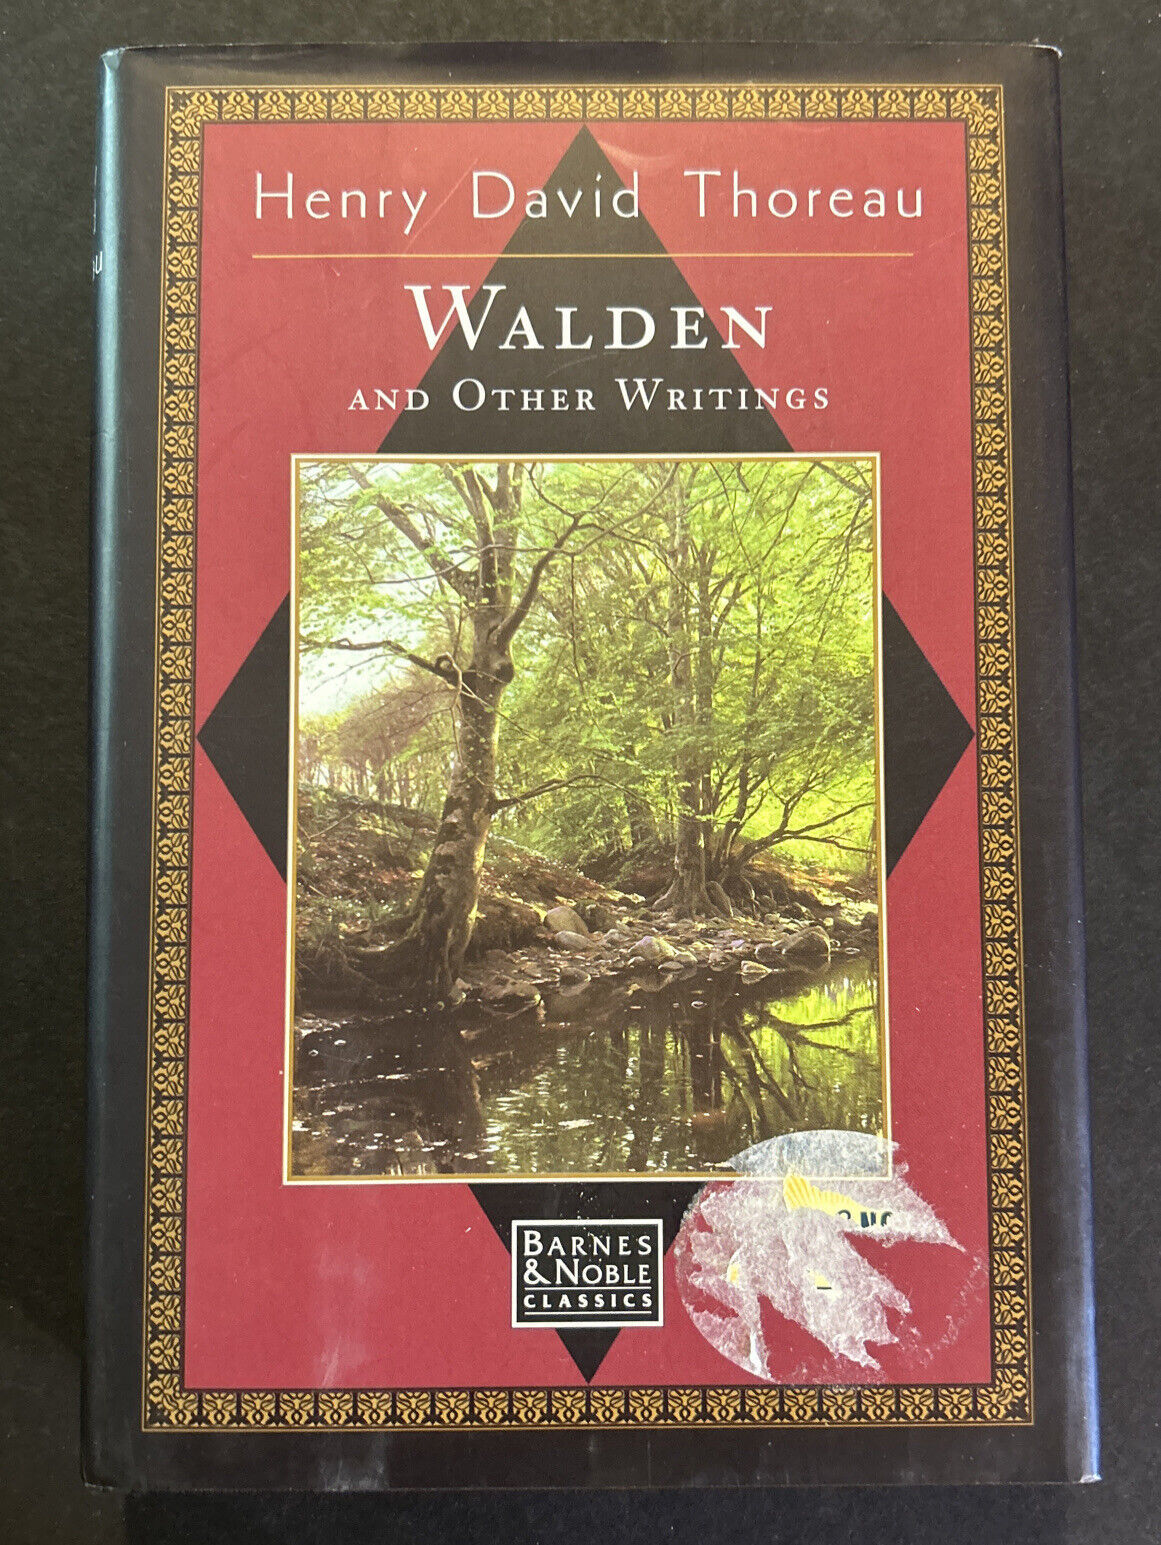 Henry David Thoreau
WALDEN
AND OTHER WRITINGS
BARNES
& NOBLE
CLASSICS